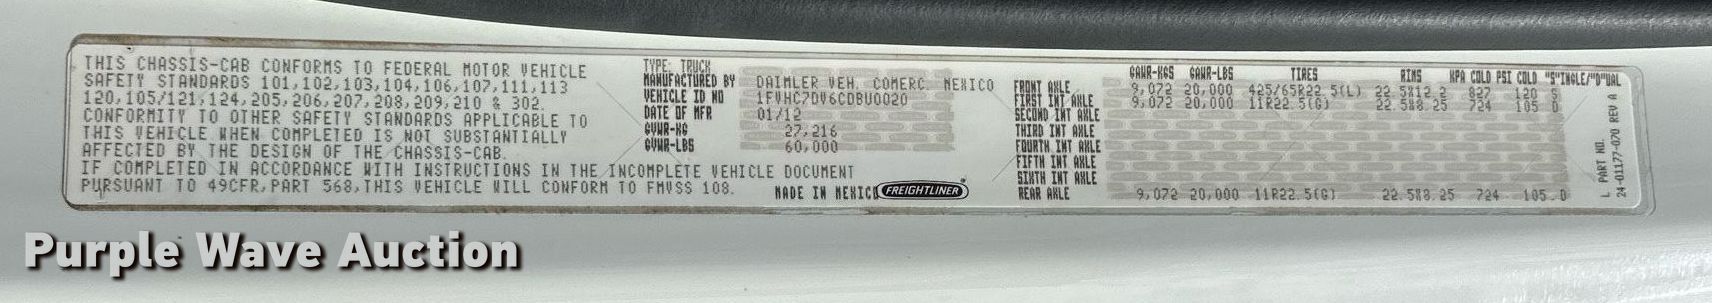 THIS CHASSIS-CAB CONFORMS TO FEDERAL MOTOR VEHICLE
SAFETY STANDARDS 101,102,103,104,105,106,107,111,113
120,105/121,124,205,206,207,208,209,210 & 302.
CONFORMITY TO OTHER SAFETY STANDARDS APPLICABLE TO
THIS VEHICLE WHEN COMPLETED IS NOT SUBSTANTIALLY
AFFECTED BY THE DESIGN OF THE CHASSIS-CAB.
IF COMPLETED IN ACCORDANCE WITH INSTRUCTIONS IN THE INCOMPLETE VEHICLE DOCUMENT
PURSUANT TO 49CFR,PART 568,THIS VEHICLE WILL CONFORM TO FMVSS 108.
TYPE: TRUCK
MANUFACTURED BY DAIMLER VEH. COMERC. MEXICO
VEHICLE ID NO 1FVHC7DV6CDBU0020
DATE OF MFR 01/12
GVWR-KG 27,216
GVWR-LBS 60,000
MADE IN MEXICO FREIGHTLINER
GAWR-KGS GAWR-LBS TIRES RIMS KPA COLD PSI COLD "S"INGLE/"D"UAL
FRONT AXLE 9,072 20,000 425/65R22.5(L) 22.5X12.2 827 120 S
FIRST INT AXLE 9,072 20,000 11R22.5(G) 22.5X8.25 724 105 D
SECOND INT AXLE
THIRD INT AXLE
FOURTH INT AXLE
FIFTH INT AXLE
SIXTH INT AXLE
REAR AXLE 9,072 20,000 11R22.5(G) 22.5X8.25 724 105 D
L PART NO.
24-01177-070 REV A
Purple Wave Auction